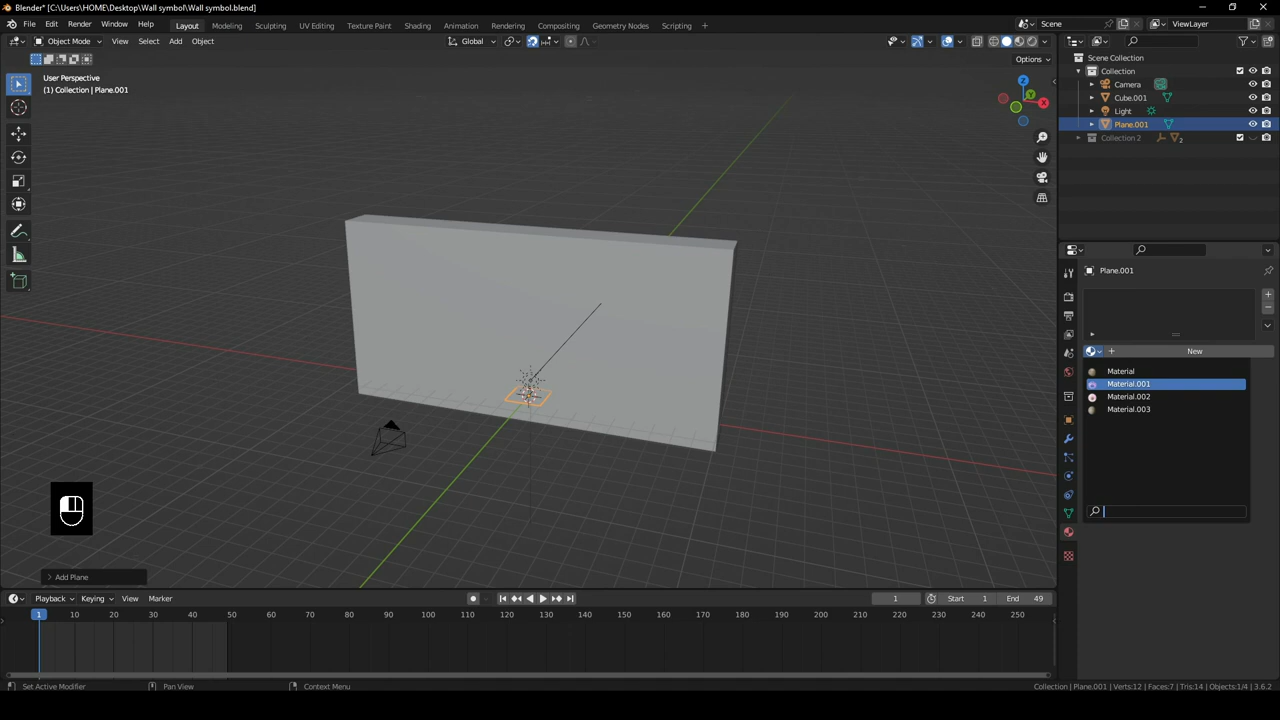 Blender* [C:\Users\HOME\Desktop\Wall symbol\Wall symbol.blend]
File Edit Render Window Help Layout Modeling Sculpting UV Editing Texture Paint Shading Animation Rendering Compositing Geometry Nodes Scripting + Scene ViewLayer
Object Mode View Select Add Object Global
Options
User Perspective
(1) Collection | Plane.001
Scene Collection
Collection
Camera
Cube.001
Light
Plane.001
Collection 2 2
Z
Y
X
Plane.001
New
Material
Material.001
Material.002
Material.003
Add Plane
Playback Keying View Marker 1 Start 1 End 49
1 10 20 30 40 50 60 70 80 90 100 110 120 130 140 150 160 170 180 190 200 210 220 230 240 250
Set Active Modifier Pan View Context Menu Collection | Plane.001 | Verts:12 | Faces:7 | Tris:14 | Objects:1/4 | 3.6.2